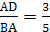 AD/BA = 3/5